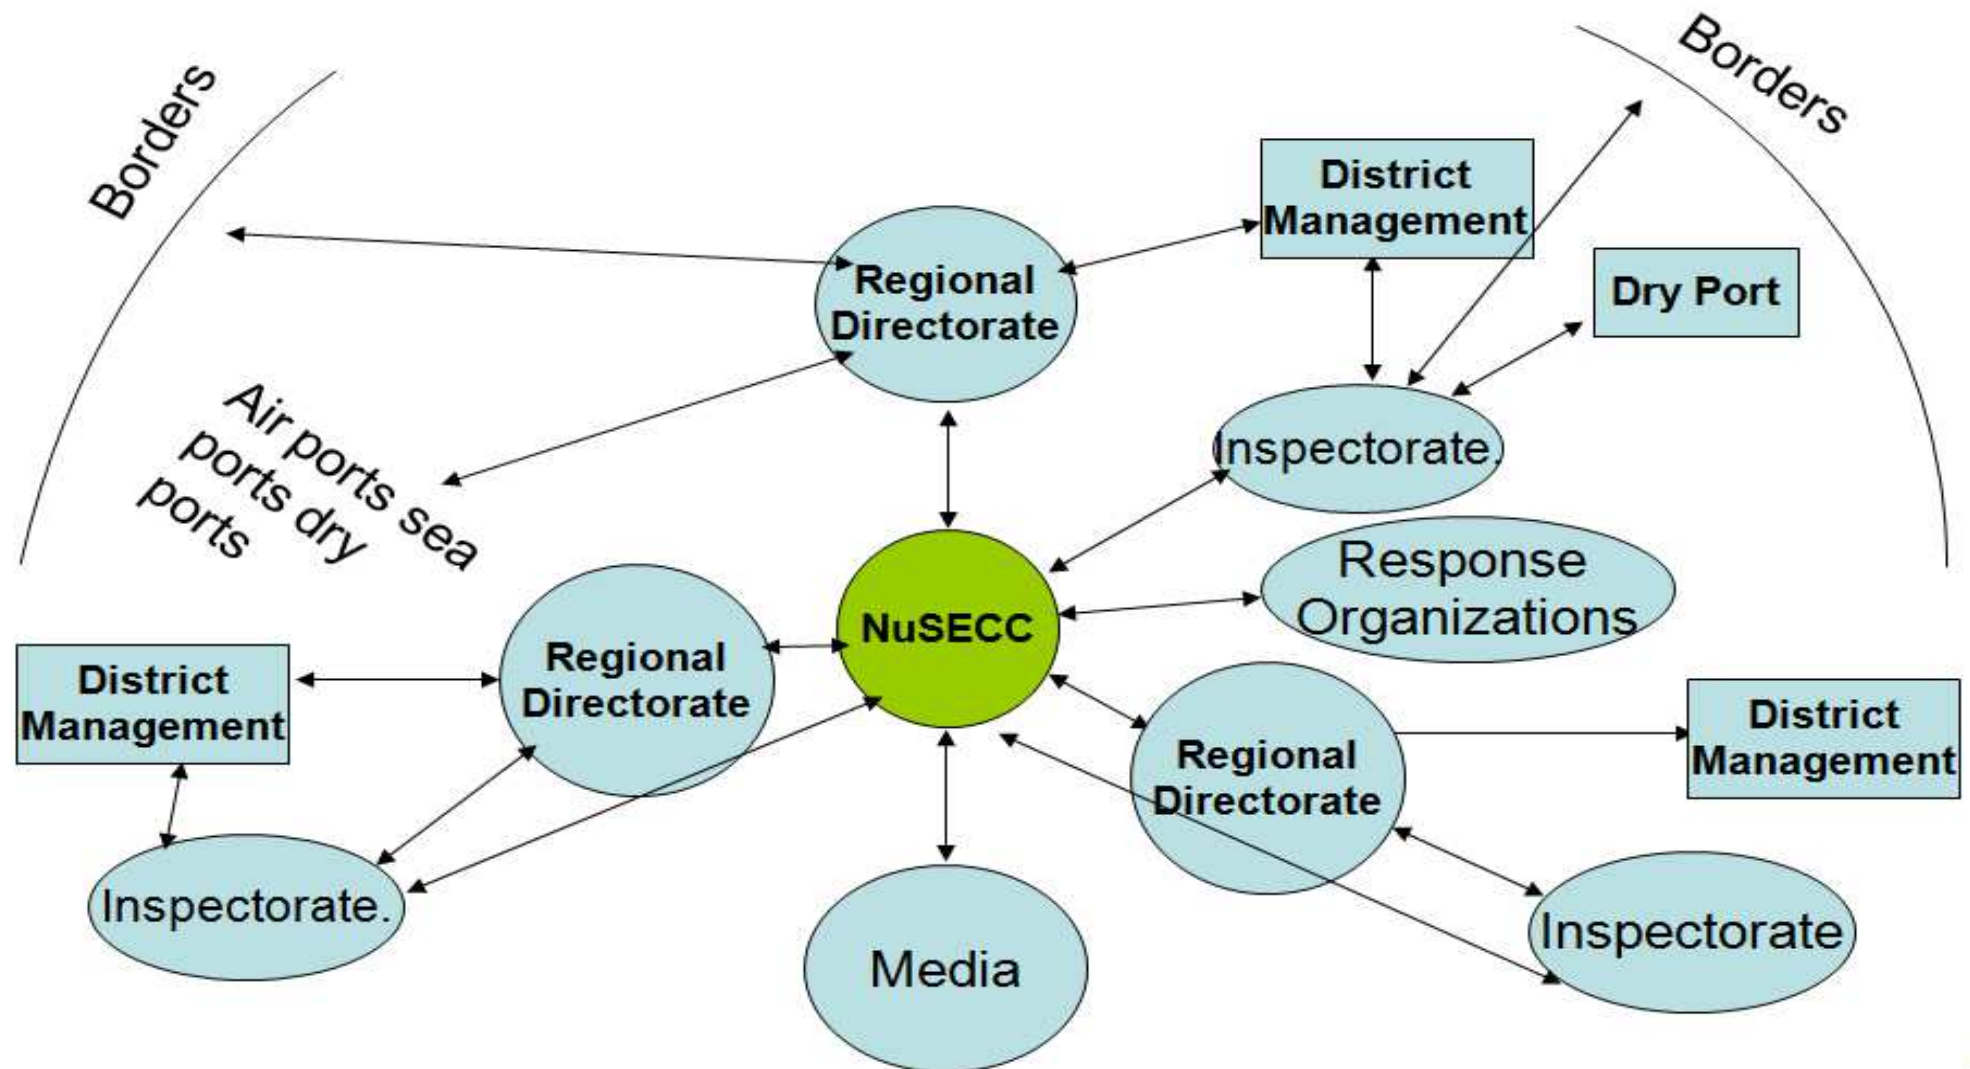 Borders
Borders
District
Management
Dry Port
Regional
Directorate
Air ports sea
ports dry
ports
Inspectorate.
Response
Organizations
NuSECC
Regional
Directorate
District
Management
Regional
Directorate
District
Management
Inspectorate.
Media
Inspectorate